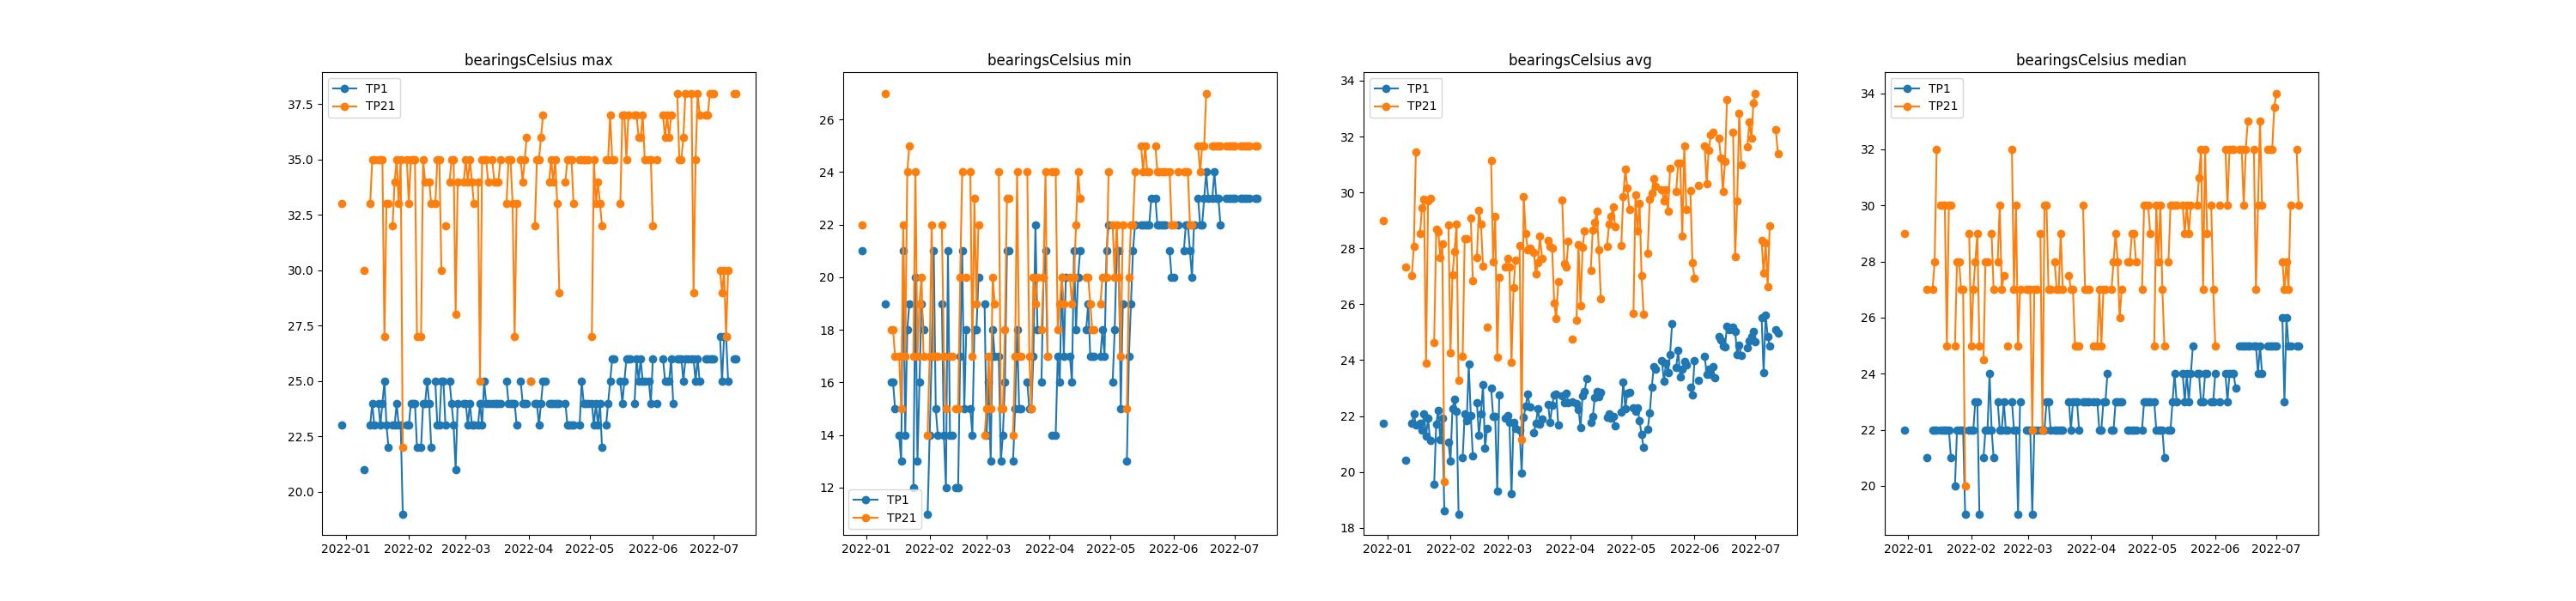 bearingsCelsius max
TP1
TP21
37.5
35.0
32.5
30.0
27.5
25.0
22.5
20.0
2022-01 2022-02 2022-03 2022-04 2022-05 2022-06 2022-07
bearingsCelsius min
26
24
22
20
18
16
14
12
TP1
TP21
2022-01 2022-02 2022-03 2022-04 2022-05 2022-06 2022-07
bearingsCelsius avg
TP1
TP21
34
32
30
28
26
24
22
20
18
2022-01 2022-02 2022-03 2022-04 2022-05 2022-06 2022-07
bearingsCelsius median
TP1
TP21
34
32
30
28
26
24
22
20
2022-01 2022-02 2022-03 2022-04 2022-05 2022-06 2022-07